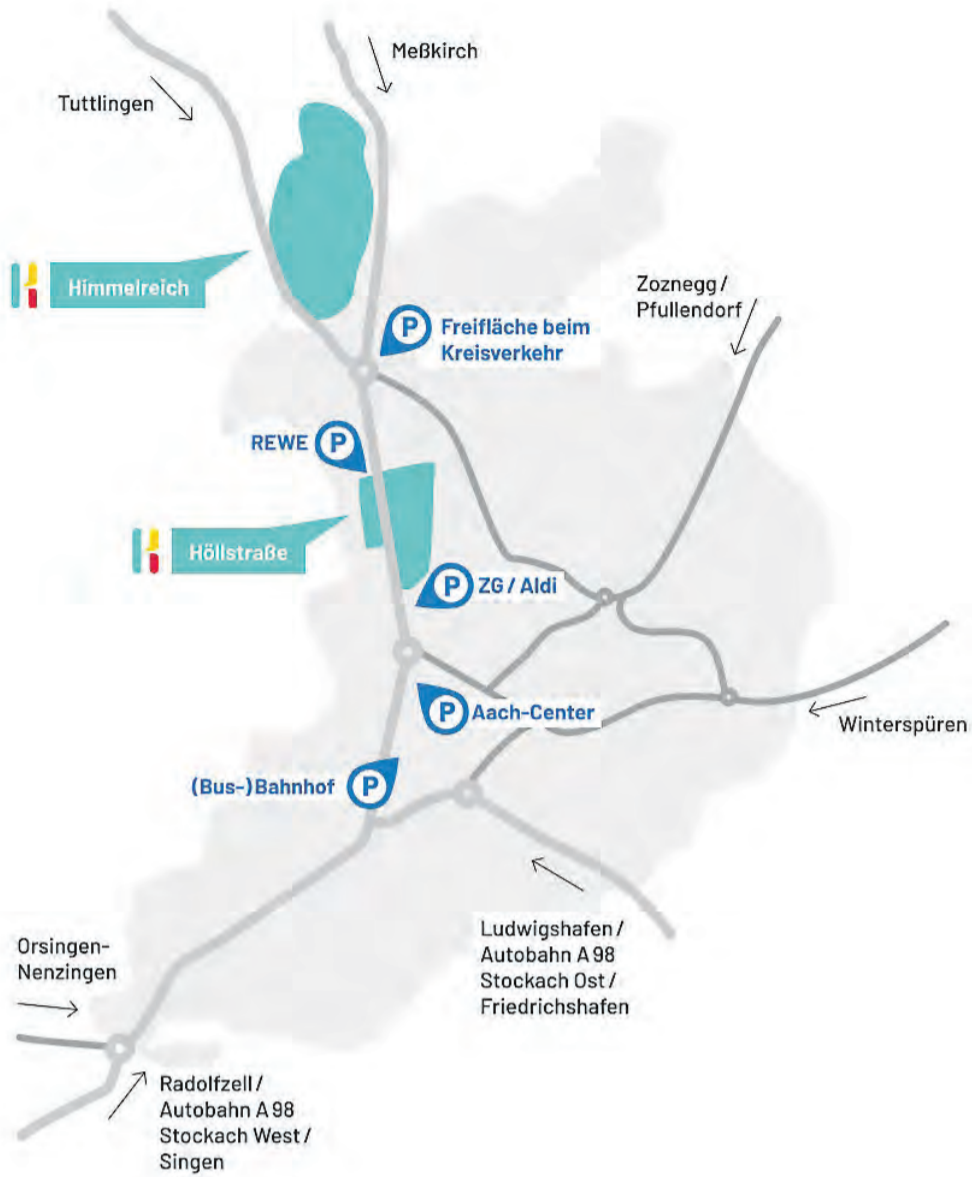 Meßkirch
Tuttlingen
Himmelreich
Zoznegg /
Pfullendorf
P
Freifläche beim
Kreisverkehr
REWE
P
Höllstraße
P
ZG / Aldi
P
Aach-Center
Winterspüren
(Bus-)Bahnhof
P
Ludwigshafen /
Autobahn A 98
Stockach Ost /
Friedrichshafen
Orsingen-
Nenzingen
Radolfzell /
Autobahn A 98
Stockach West /
Singen